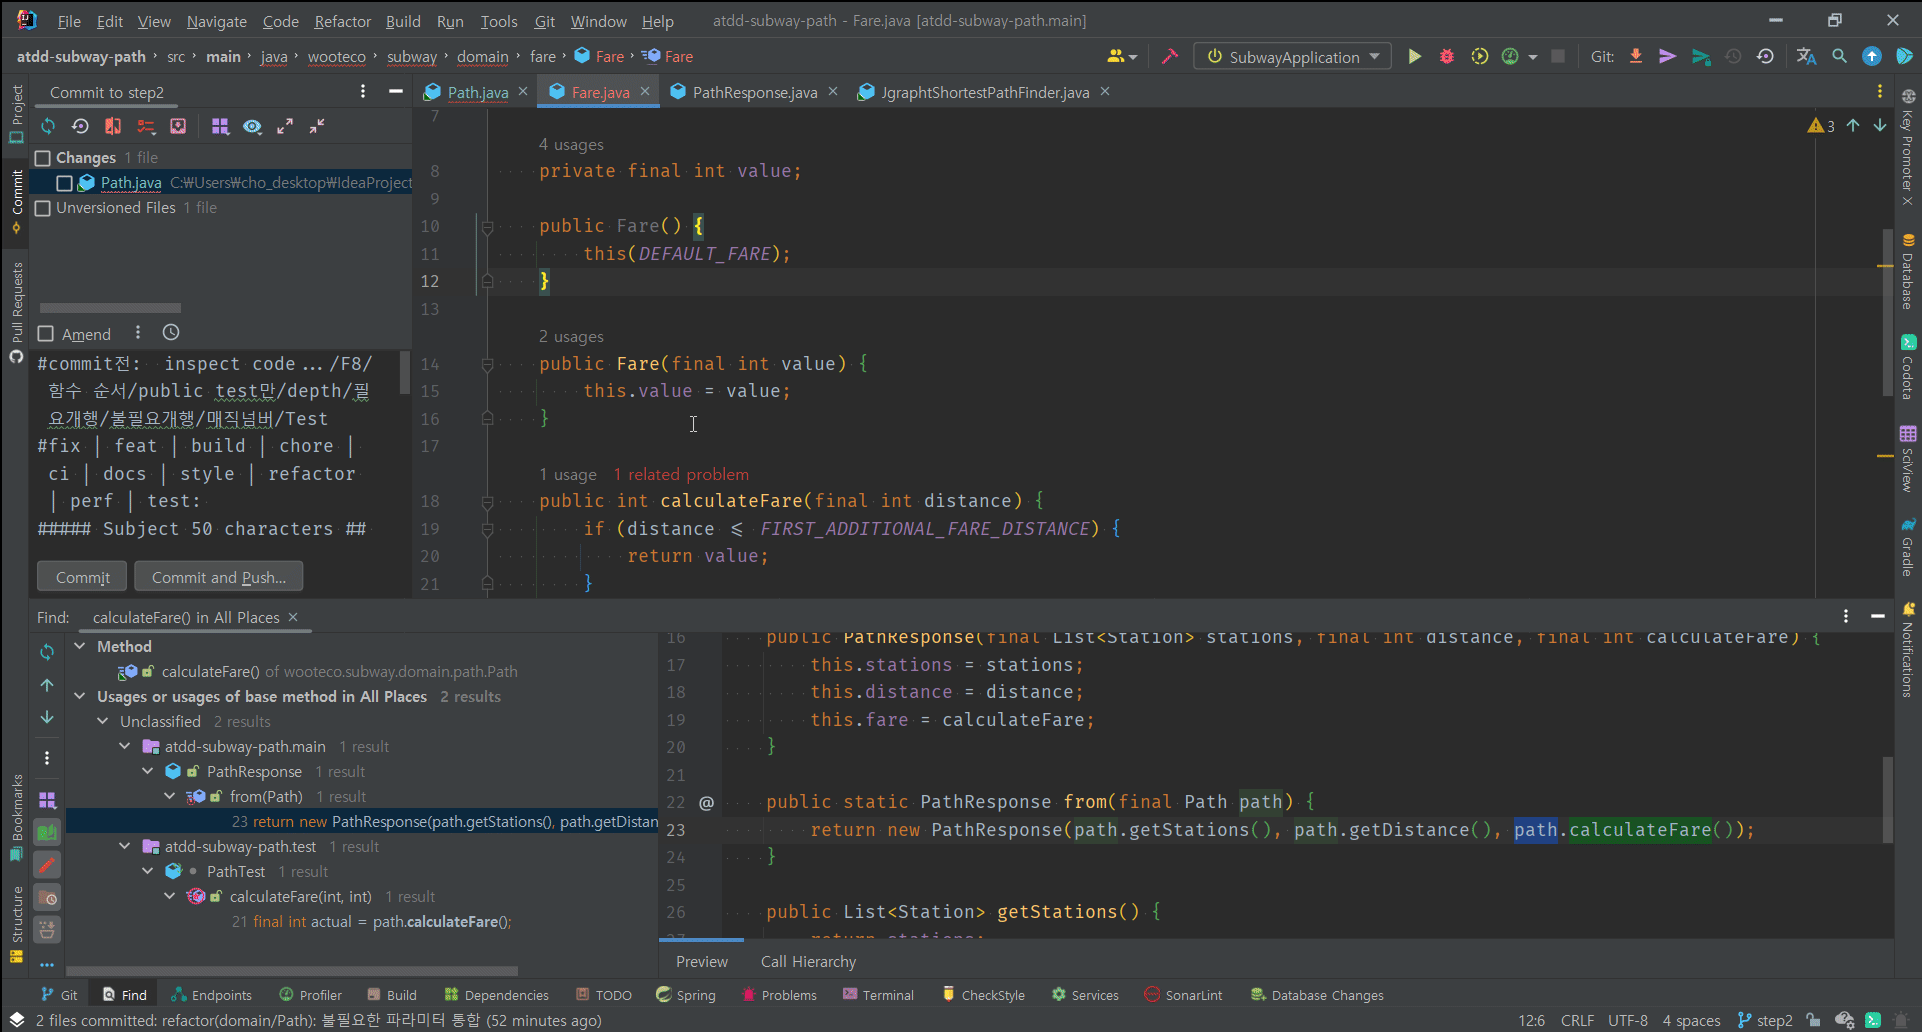 File Edit View Navigate Code Refactor Build Run Tools Git Window Help atdd-subway-path - Fare.java [atdd-subway-path.main]
atdd-subway-path › src › main › java › wooteco › subway › domain › fare › Fare › Fare
SubwayApplication
Git:
Project
Commit
Pull Requests
Bookmarks
Structure
Commit to step2
Changes 1 file
Path.java C:₩Users₩cho_desktop₩IdeaProject
Unversioned Files 1 file
Amend
#commit전: inspect code ... /F8/
함수 순서/public test만/depth/필
요개행/불필요개행/매직넘버/Test
#fix | feat | build | chore |
ci | docs | style | refactor
| perf | test:
##### Subject 50 characters ##
Commit
Commit and Push...
Path.java Fare.java PathResponse.java JgraphtShortestPathFinder.java
3
7
4 usages
8 private final int value;
9
10 public Fare() {
11 this(DEFAULT_FARE);
12 }
13
2 usages
14 public Fare(final int value) {
15 this.value = value;
16 }
17
1 usage 1 related problem
18 public int calculateFare(final int distance) {
19 if (distance ≤ FIRST_ADDITIONAL_FARE_DISTANCE) {
20 return value;
21 }
Key Promoter X
Database
Codota
SciView
Gradle
Notifications
Find: calculateFare() in All Places
Method
calculateFare() of wooteco.subway.domain.path.Path
Usages or usages of base method in All Places 2 results
Unclassified 2 results
atdd-subway-path.main 1 result
PathResponse 1 result
from(Path) 1 result
23 return new PathResponse(path.getStations(), path.getDistan
atdd-subway-path.test 1 result
PathTest 1 result
calculateFare(int, int) 1 result
21 final int actual = path.calculateFare();
16 public PathResponse(final List<Station> stations, final int distance, final int calculateFare) {
17 this.stations = stations;
18 this.distance = distance;
19 this.fare = calculateFare;
20 }
21
22 @ public static PathResponse from(final Path path) {
23 return new PathResponse(path.getStations(), path.getDistance(), path.calculateFare());
24 }
25
26 public List<Station> getStations() {
27 return stations;
Preview Call Hierarchy
Git Find Endpoints Profiler Build Dependencies TODO Spring Problems Terminal CheckStyle Services SonarLint Database Changes
2 files committed: refactor(domain/Path): 불필요한 파라미터 통합 (52 minutes ago) 12:6 CRLF UTF-8 4 spaces step2